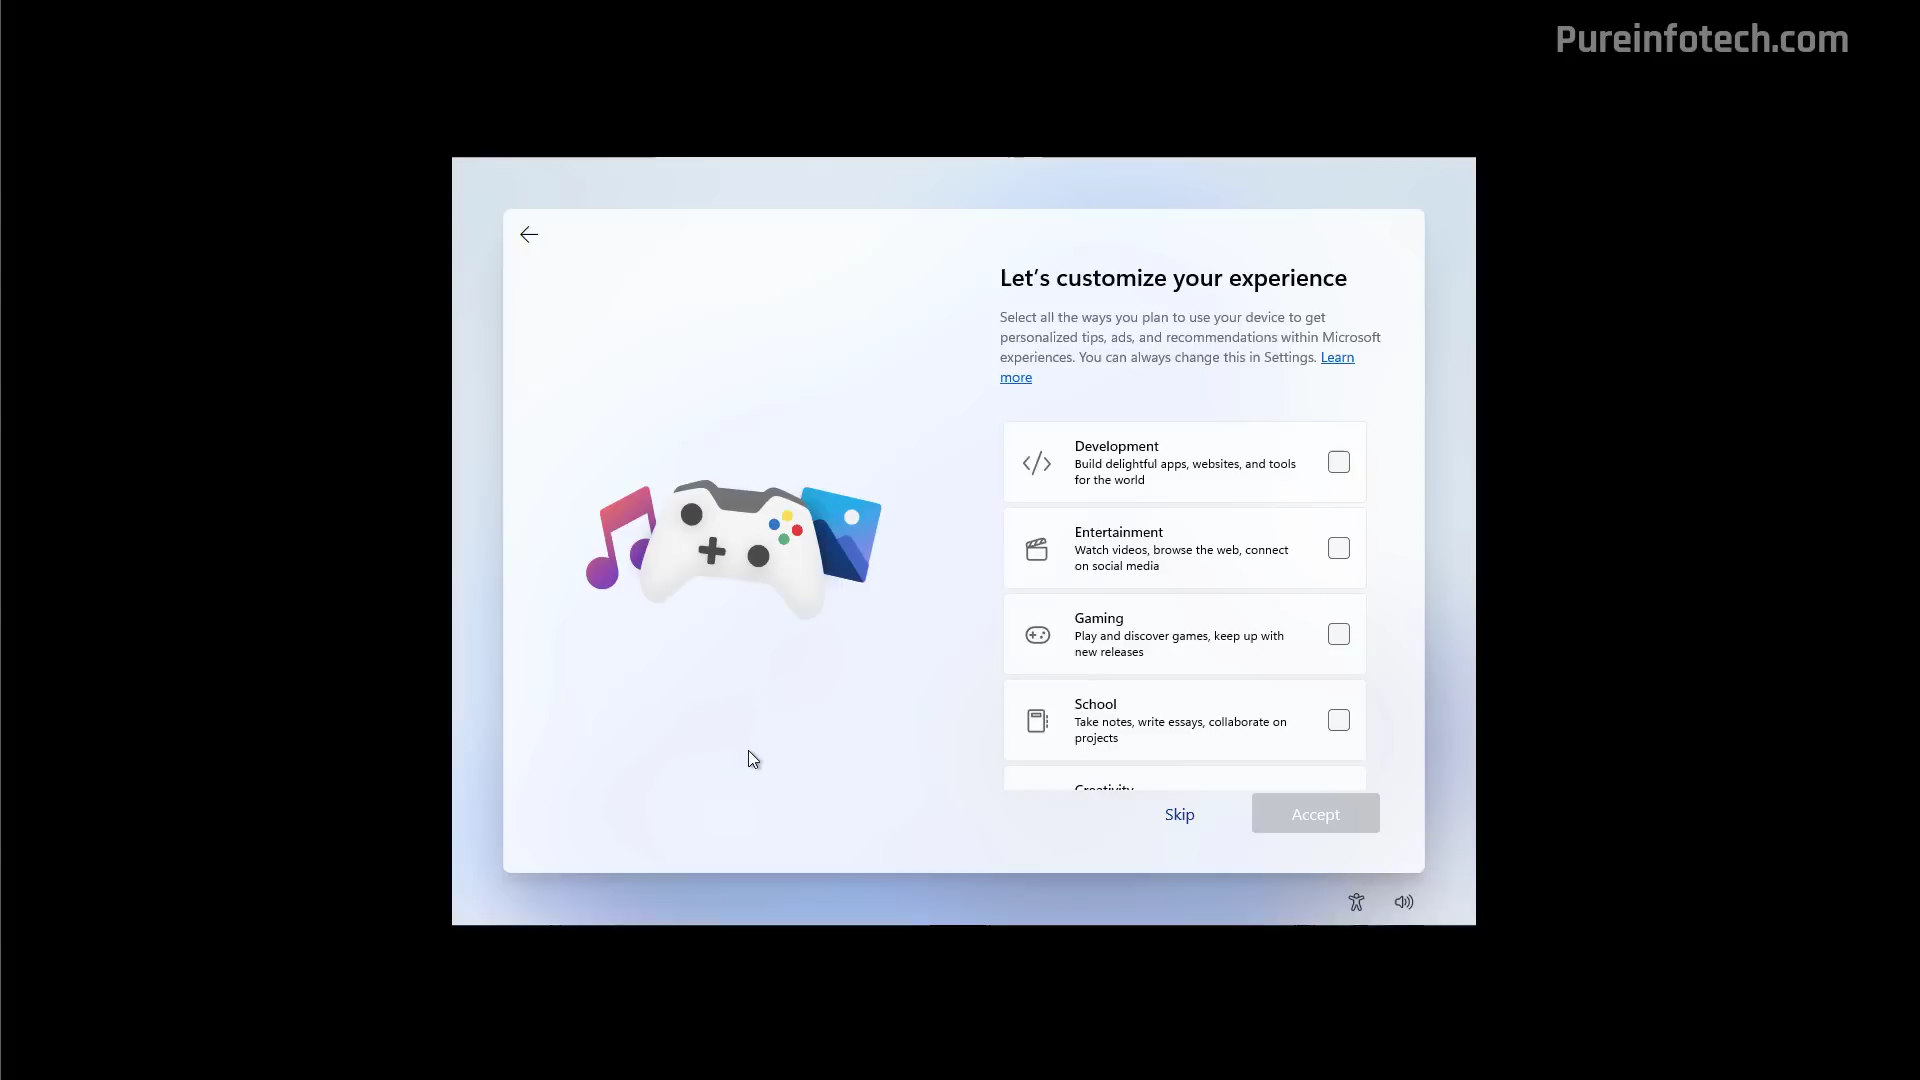 Pureinfotech.com
Let's customize your experience
Select all the ways you plan to use your device to get
personalized tips, ads, and recommendations within Microsoft
experiences. You can always change this in Settings. Learn
more
Development
Build delightful apps, websites, and tools
for the world
Entertainment
Watch videos, browse the web, connect
on social media
Gaming
Play and discover games, keep up with
new releases
School
Take notes, write essays, collaborate on
projects
Creativity
Skip
Accept